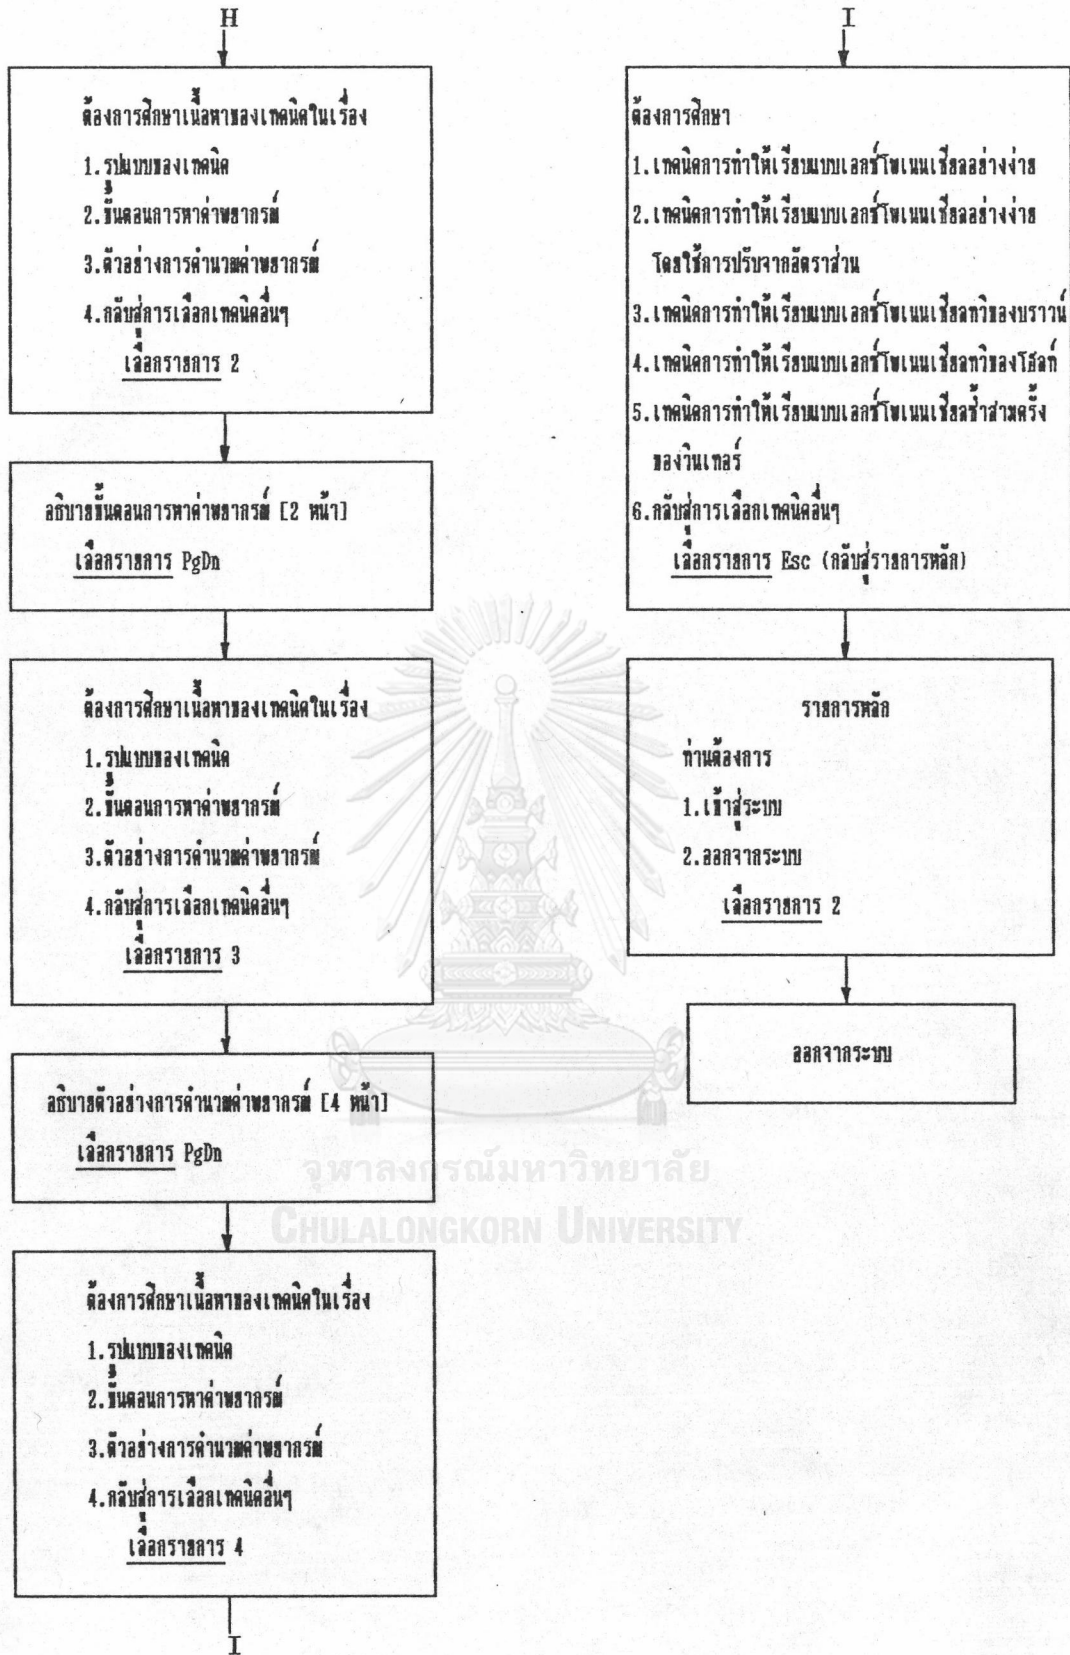 H
ต้องการศึกษาเนื้อหาของเทคนิคในเรื่อง
1.รูปแบบของเทคนิค
2.ขั้นตอนการหาค่าพยากรณ์
3.ตัวอย่างการคำนวณค่าพยากรณ์
4.กลับสู่การเลือกเทคนิคอื่นๆ
เลือกรายการ 2
อธิบายขั้นตอนการหาค่าพยากรณ์ [2 หน้า]
เลือกรายการ PgDn
ต้องการศึกษาเนื้อหาของเทคนิคในเรื่อง
1.รูปแบบของเทคนิค
2.ขั้นตอนการหาค่าพยากรณ์
3.ตัวอย่างการคำนวณค่าพยากรณ์
4.กลับสู่การเลือกเทคนิคอื่นๆ
เลือกรายการ 3
อธิบายตัวอย่างการคำนวณค่าพยากรณ์ [4 หน้า]
เลือกรายการ PgDn
ต้องการศึกษาเนื้อหาของเทคนิคในเรื่อง
1.รูปแบบของเทคนิค
2.ขั้นตอนการหาค่าพยากรณ์
3.ตัวอย่างการคำนวณค่าพยากรณ์
4.กลับสู่การเลือกเทคนิคอื่นๆ
เลือกรายการ 4
I
I
ต้องการศึกษา
1.เทคนิคการทำให้เรียบแบบเอกซ์โพเนนเชียลอย่างง่าย
2.เทคนิคการทำให้เรียบแบบเอกซ์โพเนนเชียลอย่างง่าย
โดยใช้การปรับจากอัตราส่วน
3.เทคนิคการทำให้เรียบแบบเอกซ์โพเนนเชียลทวิของบราวน์
4.เทคนิคการทำให้เรียบแบบเอกซ์โพเนนเชียลทวิของโฮลท์
5.เทคนิคการทำให้เรียบแบบเอกซ์โพเนนเชียลซ้ำสามครั้ง
ของวินเทอร์
6.กลับสู่การเลือกเทคนิคอื่นๆ
เลือกรายการ Esc (กลับสู่รายการหลัก)
รายการหลัก
ท่านต้องการ
1.เข้าสู่ระบบ
2.ออกจากระบบ
เลือกรายการ 2
ออกจากระบบ
จุฬาลงกรณ์มหาวิทยาลัย
CHULALONGKORN UNIVERSITY